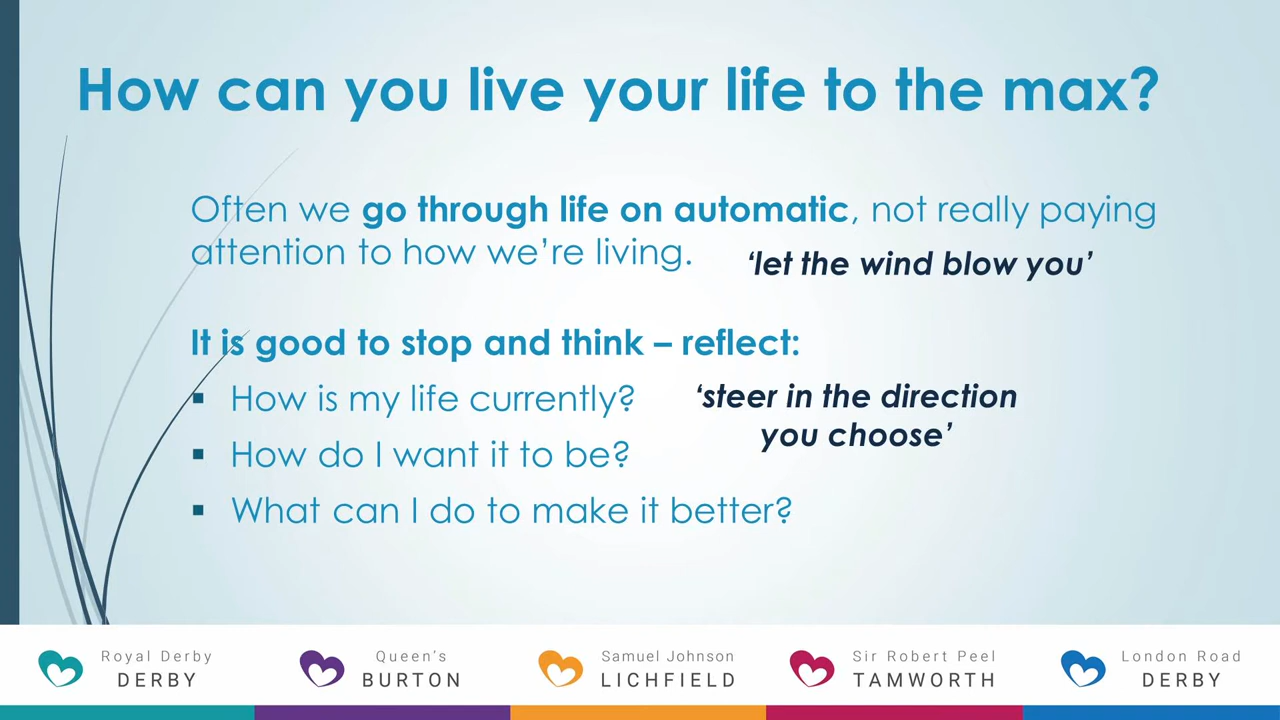 How can you live your life to the max?
Often we go through life on automatic, not really paying
attention to how we’re living.
‘let the wind blow you’
It is good to stop and think – reflect:
▪ How is my life currently?
‘steer in the direction
you choose’
▪ How do I want it to be?
▪ What can I do to make it better?
Royal Derby
DERBY
Queen’s
BURTON
Samuel Johnson
LICHFIELD
Sir Robert Peel
TAMWORTH
London Road
DERBY